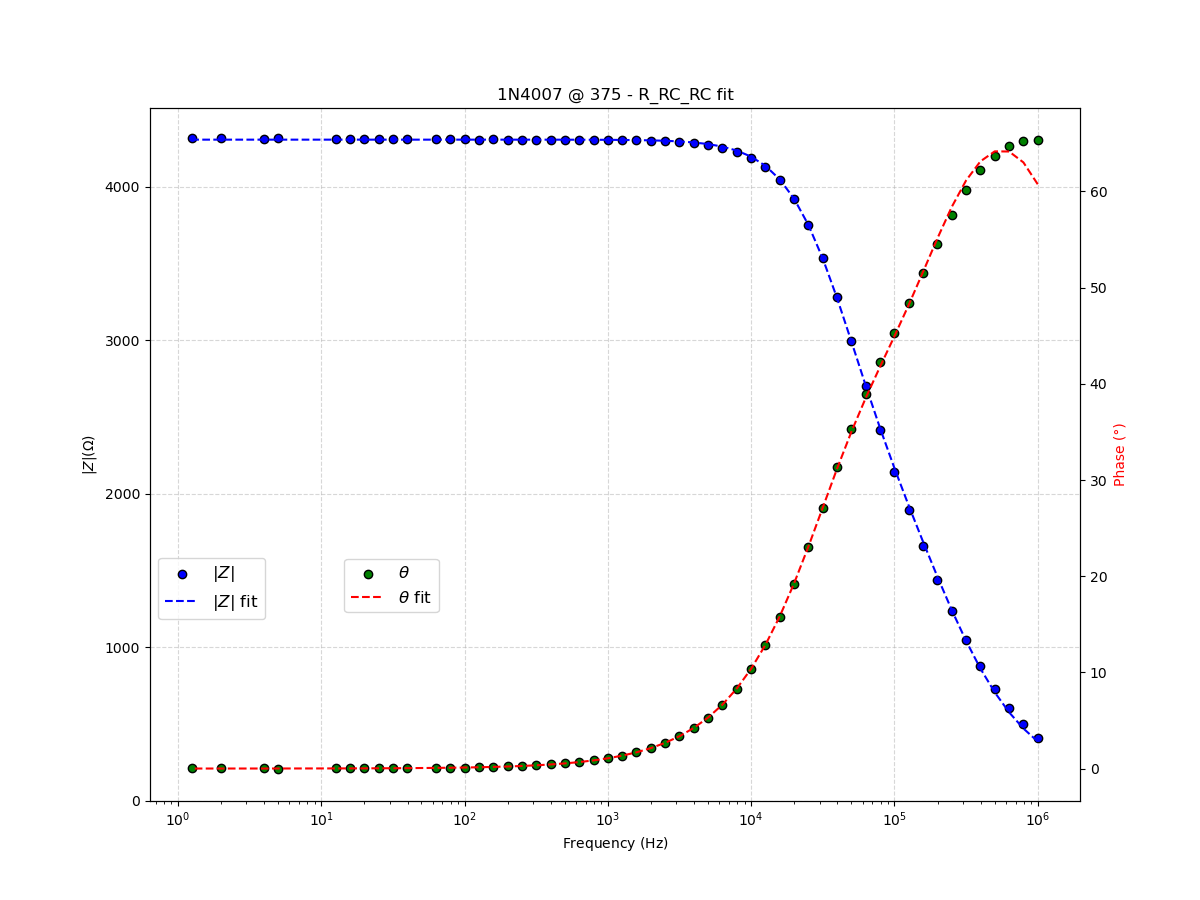 1N4007 @ 375 - R_RC_RC fit
4000
3000
2000
1000
0
|Z|(Ω)
60
50
40
30
20
10
0
Phase (°)
|Z|
|Z| fit
θ
θ fit
10⁰
10¹
10²
10³
10⁴
10⁵
10⁶
Frequency (Hz)